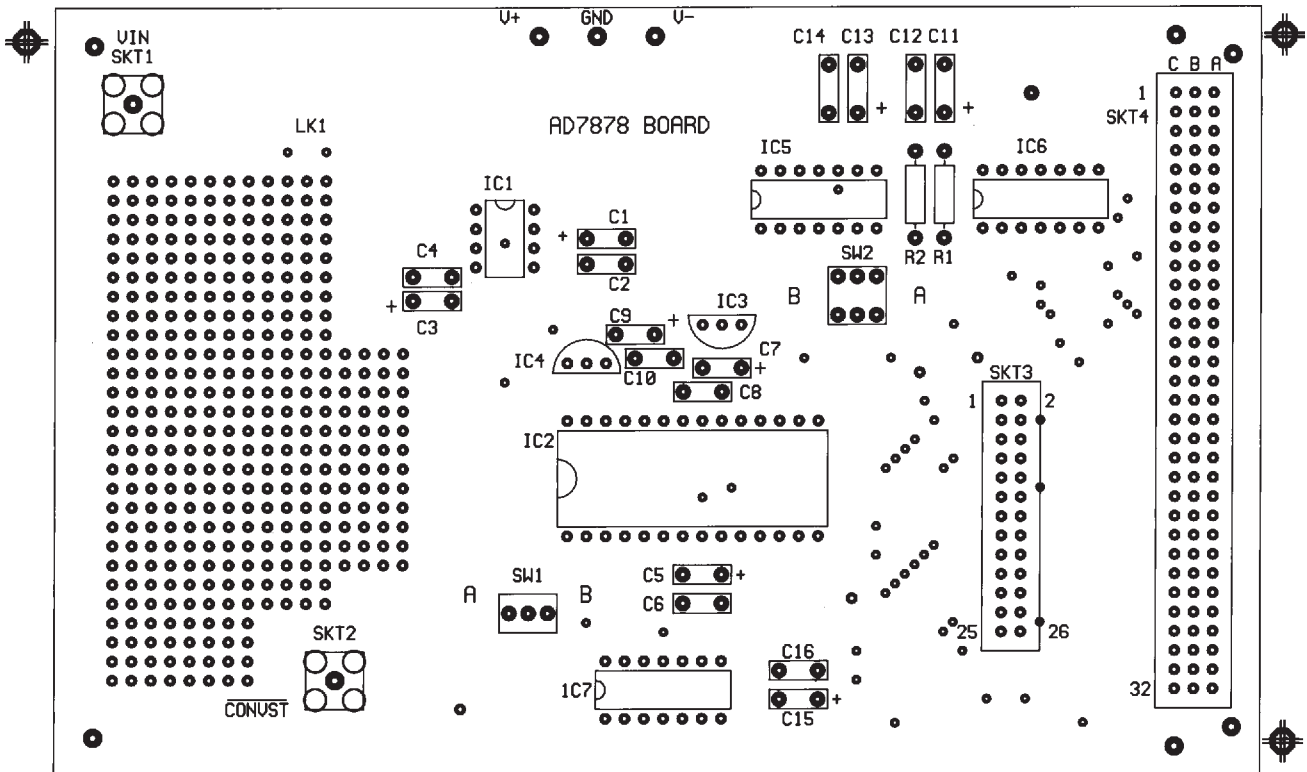 V+ GND V-
VIN
SKT1
C14 C13 C12 C11
+ +
C B A
1
SKT4
LK1
AD7878 BOARD
IC5
IC6
IC1
C1
+
C2
C4
+
C3
R2 R1
SW2
B A
IC3
C9
+
IC4
C10
C7
+
C8
SKT3
1 2
IC2
C5
+
C6
A SW1 B
25 26
SKT2
CONVST
1C7
C16
+
C15
32